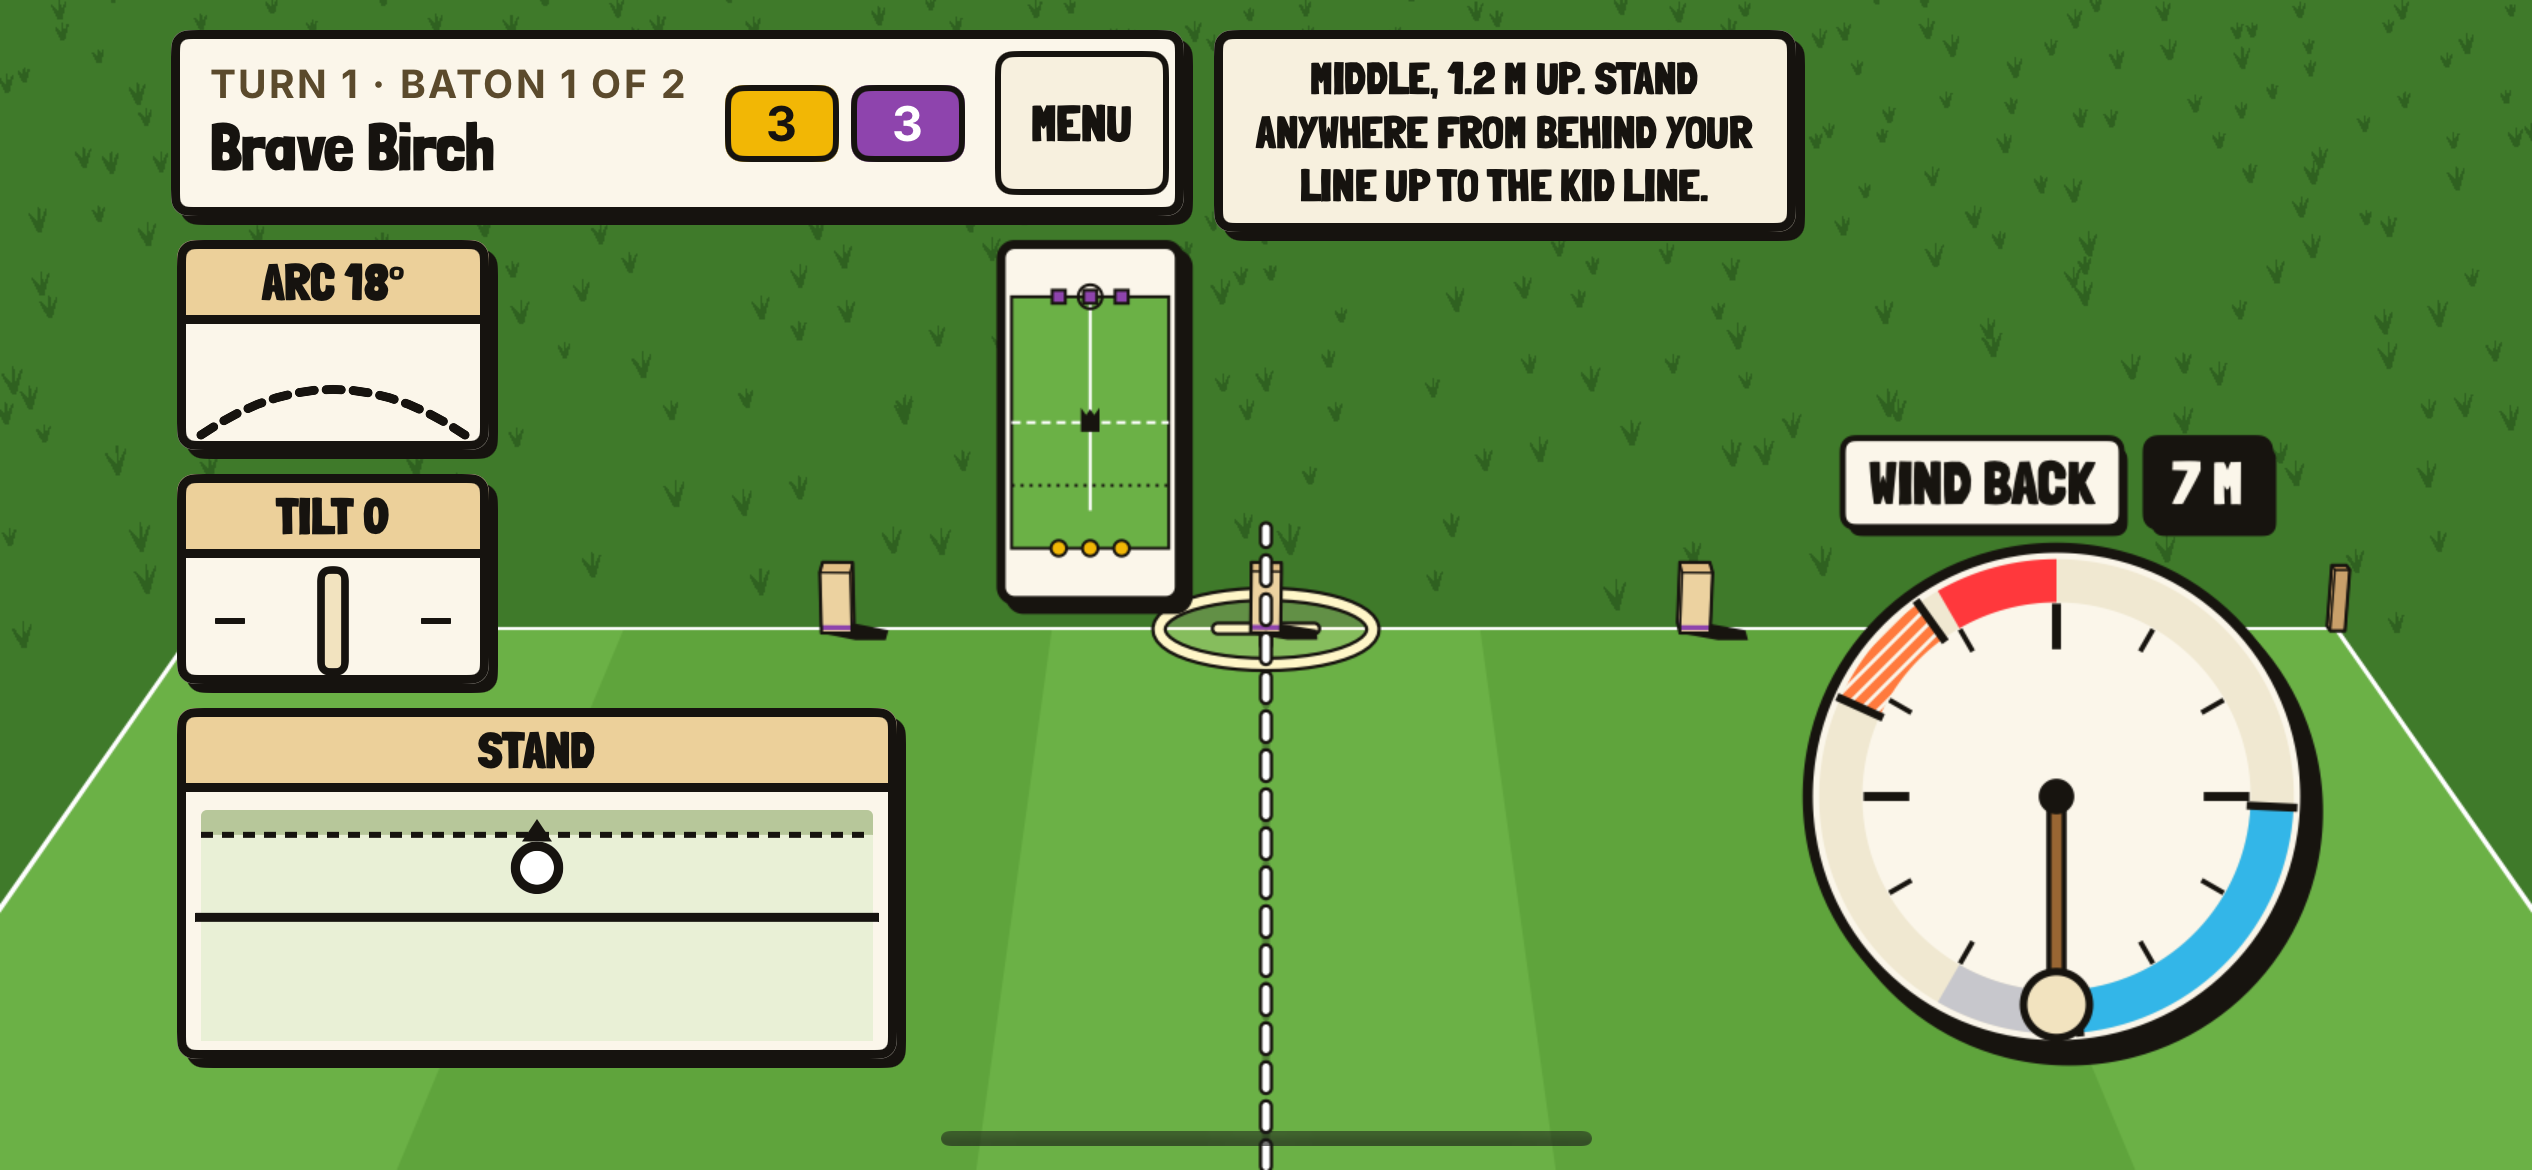 TURN 1 · BATON 1 OF 2
Brave Birch
3
3
MENU
MIDDLE, 1.2 M UP. STAND
ANYWHERE FROM BEHIND YOUR
LINE UP TO THE KID LINE.
ARC 18°
TILT 0
STAND
WIND BACK
7 M